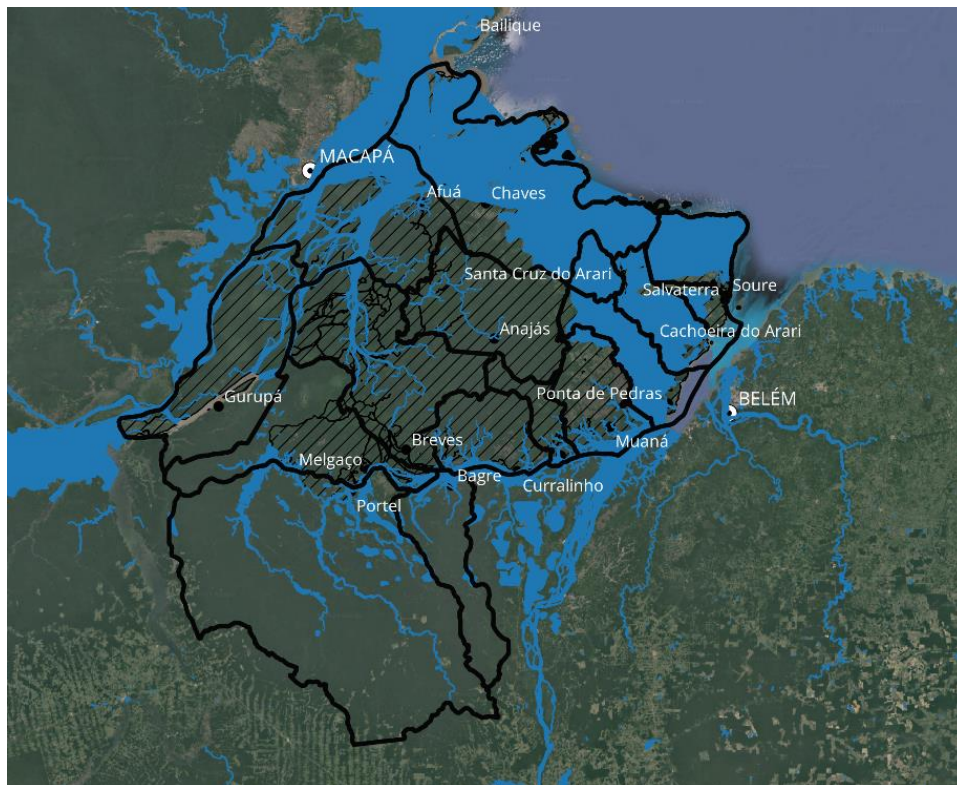 Bailique
MACAPÁ
Afuá
Chaves
Santa Cruz do Arari
Salvaterra
Soure
Anajás
Cachoeira do Arari
Gurupá
Ponta de Pedras
BELÉM
Breves
Muaná
Melgaço
Bagre
Curralinho
Portel